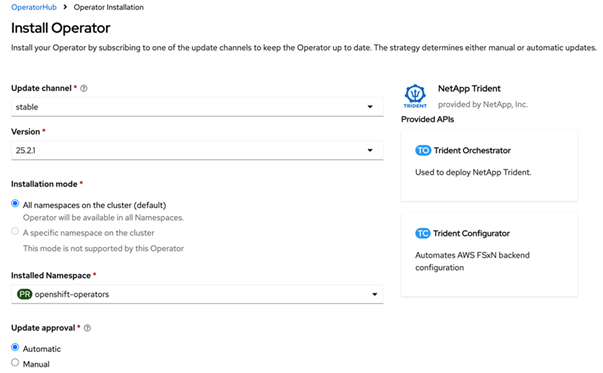 OperatorHub > Operator Installation
Install Operator
Install your Operator by subscribing to one of the update channels to keep the Operator up to date. The strategy determines either manual or automatic updates.
Update channel *
stable
Version *
25.2.1
Installation mode *
All namespaces on the cluster (default)
Operator will be available in all Namespaces.
A specific namespace on the cluster
This mode is not supported by this Operator
Installed Namespace *
PR openshift-operators
Update approval *
Automatic
Manual
TRIDENT
NetApp Trident
provided by NetApp, Inc.
Provided APIs
TO Trident Orchestrator
Used to deploy NetApp Trident.
TC Trident Configurator
Automates AWS FSxN backend
configuration